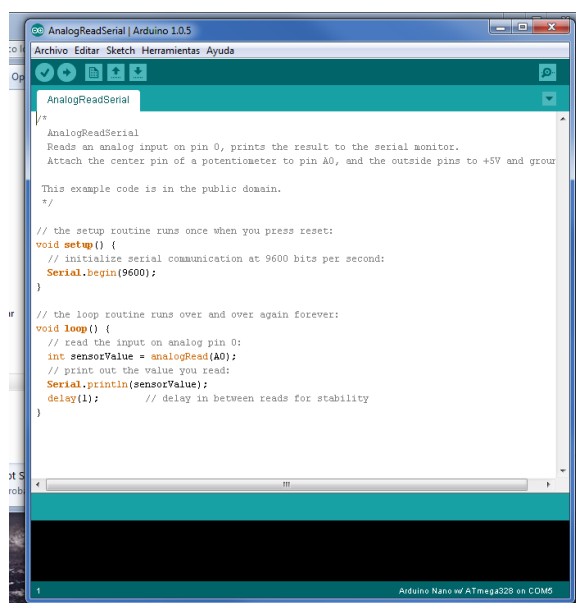 AnalogReadSerial | Arduino 1.0.5
Archivo Editar Sketch Herramientas Ayuda
Op
AnalogReadSerial
/*
AnalogReadSerial
Reads an analog input on pin 0, prints the result to the serial monitor.
Attach the center pin of a potentiometer to pin A0, and the outside pins to +5V and groun
This example code is in the public domain.
*/
// the setup routine runs once when you press reset:
void setup() {
// initialize serial communication at 9600 bits per second:
Serial.begin(9600);
}
// the loop routine runs over and over again forever:
void loop() {
// read the input on analog pin 0:
int sensorValue = analogRead(A0);
// print out the value you read:
Serial.println(sensorValue);
delay(1);        // delay in between reads for stability
}
1
Arduino Nano w/ ATmega328 on COM5